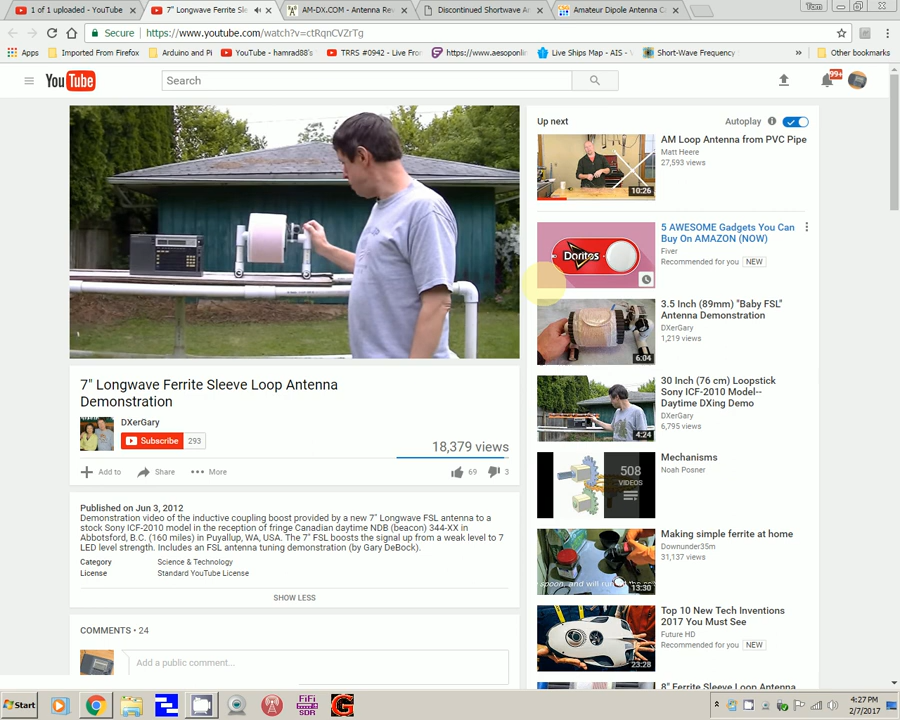 1 of 1 uploaded - YouTube
7" Longwave Ferrite Sle
AM-DX.COM - Antenna Rev
Discontinued Shortwave Ar
Amateur Dipole Antenna Ca
Tom
Secure
https://www.youtube.com/watch?v=ctRqnCVZrTg
Apps
Imported From Firefox
Arduino and Pi
YouTube - hamrad88's
TRRS #0942 - Live Fron
https://www.aesoponlin
Live Ships Map - AIS - V
Short-Wave Frequency
»
Other bookmarks
YouTube
Search
99+
Up next
Autoplay
AM Loop Antenna from PVC Pipe
Matt Heere
27,593 views
10:26
5 AWESOME Gadgets You Can
Buy On AMAZON (NOW)
Fiver
Recommended for you NEW
Doritos
3.5 Inch (89mm) "Baby FSL"
Antenna Demonstration
DXerGary
1,219 views
6:04
30 Inch (76 cm) Loopstick
Sony ICF-2010 Model--
Daytime DXing Demo
DXerGary
6,795 views
4:24
Mechanisms
Noah Posner
508
VIDEOS
Making simple ferrite at home
Downunder35m
31,137 views
spoon, and will run
13:30
Top 10 New Tech Inventions
2017 You Must See
Future HD
Recommended for you NEW
23:28
8" Ferrite Sleeve Loop Antenna
7" Longwave Ferrite Sleeve Loop Antenna
Demonstration
DXerGary
Subscribe 293
18,379 views
Add to
Share
More
69
3
Published on Jun 3, 2012
Demonstration video of the inductive coupling boost provided by a new 7" Longwave FSL antenna to a
stock Sony ICF-2010 model in the reception of fringe Canadian daytime NDB (beacon) 344-XX in
Abbotsford, B.C. (160 miles) in Puyallup, WA, USA. The 7" FSL boosts the signal up from a weak level to 7
LED level strength. Includes an FSL antenna tuning demonstration (by Gary DeBock).
Category Science & Technology
License Standard YouTube License
SHOW LESS
COMMENTS • 24
Add a public comment...
Start
FiFi
SDR
4:27 PM
2/7/2017